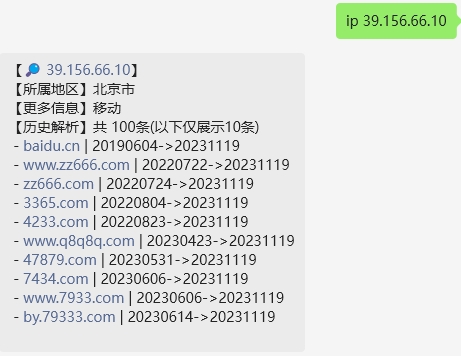 ip 39.156.66.10
【🔎 39.156.66.10】
【所属地区】北京市
【更多信息】移动
【历史解析】共 100条(以下仅展示10条)
- baidu.cn | 20190604->20231119
- www.zz666.com | 20220722->20231119
- zz666.com | 20220724->20231119
- 3365.com | 20220804->20231119
- 4233.com | 20220823->20231119
- www.q8q8q.com | 20230423->20231119
- 47879.com | 20230531->20231119
- 7434.com | 20230606->20231119
- www.7933.com | 20230606->20231119
- by.79333.com | 20230614->20231119